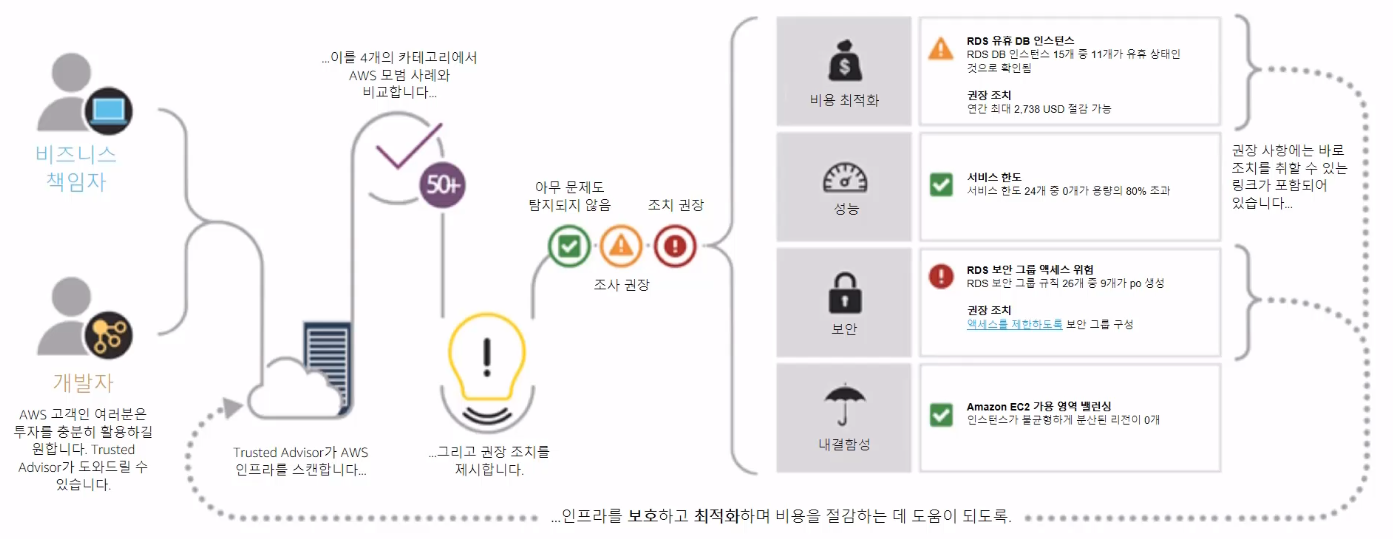 비즈니스
책임자
개발자
AWS 고객인 여러분은
투자를 충분히 활용하길
원합니다. Trusted
Advisor가 도와드릴 수
있습니다.
Trusted Advisor가 AWS
인프라를 스캔합니다...
...이를 4개의 카테고리에서
AWS 모범 사례와
비교합니다...
50+
...그리고 권장 조치를
제시합니다.
아무 문제도
탐지되지 않음
조치 권장
조사 권장
비용 최적화
RDS 유휴 DB 인스턴스
RDS DB 인스턴스 15개 중 11개가 유휴 상태인
것으로 확인됨
권장 조치
연간 최대 2,738 USD 절감 가능
성능
서비스 한도
서비스 한도 24개 중 0개가 용량의 80% 초과
보안
RDS 보안 그룹 액세스 위험
RDS 보안 그룹 규칙 26개 중 9개가 po 생성
권장 조치
액세스를 제한하도록 보안 그룹 구성
내결함성
Amazon EC2 가용 영역 밸런싱
인스턴스가 불균형하게 분산된 리전이 0개
권장 사항에는 바로
조치를 취할 수 있는
링크가 포함되어
있습니다...
...인프라를 보호하고 최적화하며 비용을 절감하는 데 도움이 되도록.